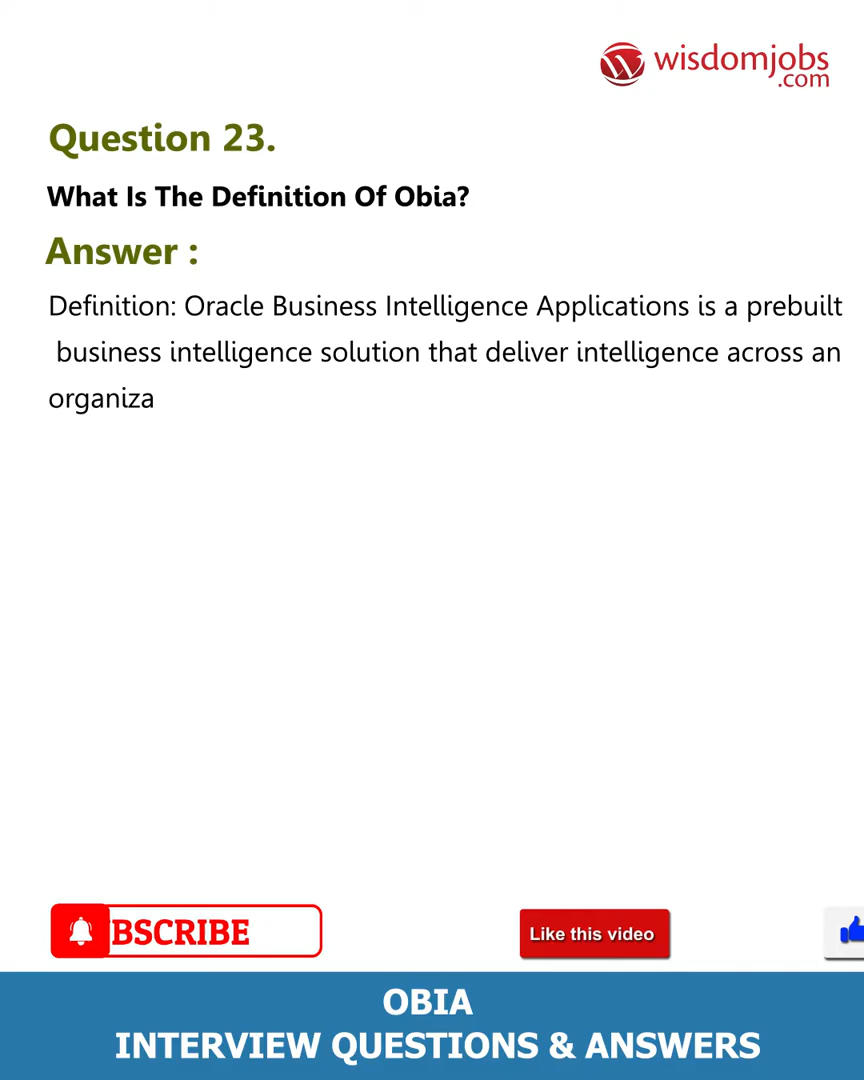 wisdomjobs
.com
Question 23.
What Is The Definition Of Obia?
Answer :
Definition: Oracle Business Intelligence Applications is a prebuilt
business intelligence solution that deliver intelligence across an
organiza
BSCRIBE
Like this video
OBIA
INTERVIEW QUESTIONS & ANSWERS